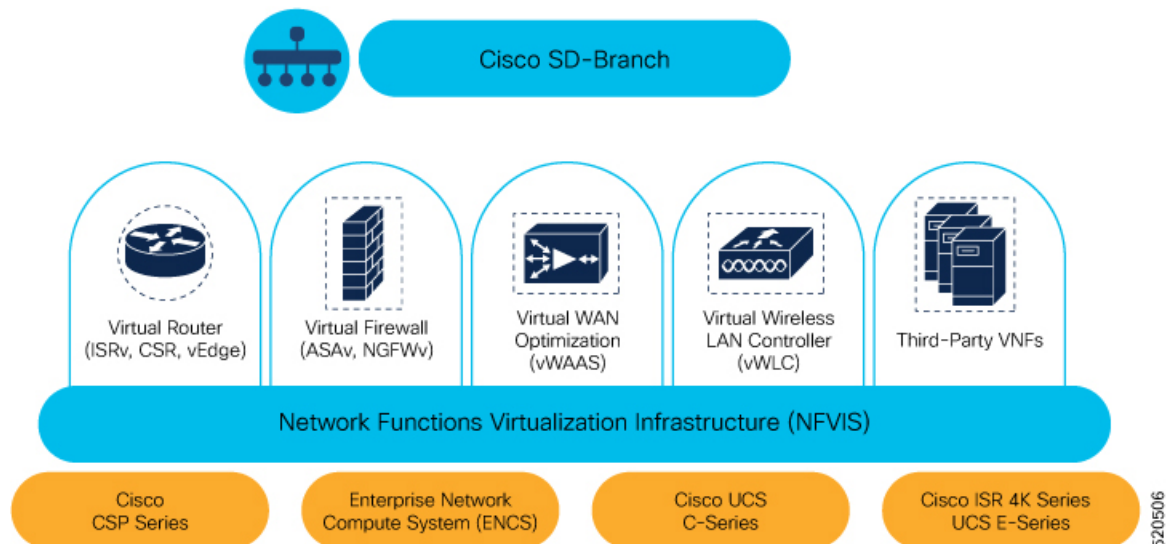 Cisco SD-Branch
Virtual Router
(ISRv, CSR, vEdge)
Virtual Firewall
(ASAv, NGFWv)
Virtual WAN
Optimization
(vWAAS)
Virtual Wireless
LAN Controller
(vWLC)
Third-Party VNFs
Network Functions Virtualization Infrastructure (NFVIS)
Cisco
CSP Series
Enterprise Network
Compute System (ENCS)
Cisco UCS
C-Series
Cisco ISR 4K Series
UCS E-Series
520506